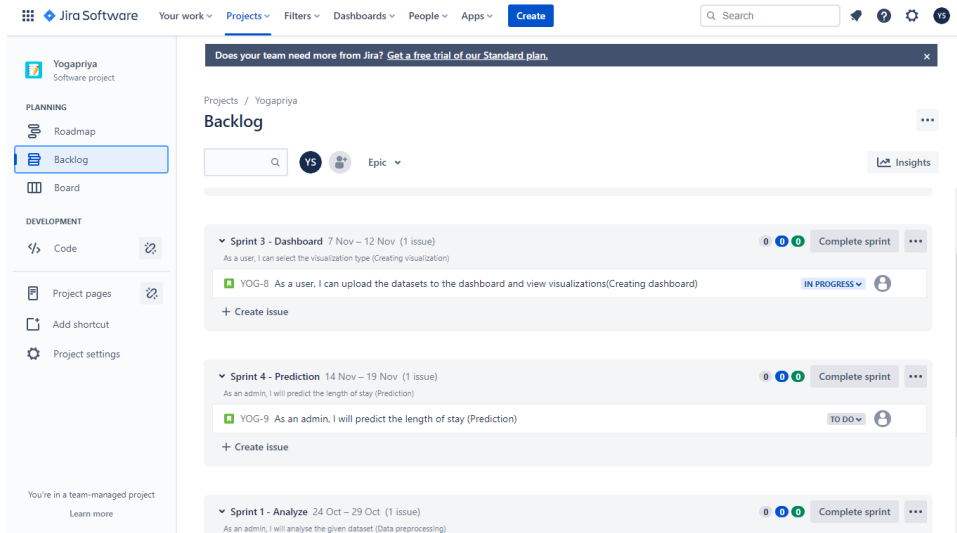 Jira Software Your work Projects Filters Dashboards People Apps Create Search YS
Does your team need more from Jira? Get a free trial of our Standard plan. ×
Yogapriya
Software project
PLANNING
Roadmap
Backlog
Board
DEVELOPMENT
Code
Project pages
Add shortcut
Project settings
You're in a team-managed project
Learn more
Projects / Yogapriya
Backlog
YS Epic Insights
Sprint 3 - Dashboard 7 Nov – 12 Nov (1 issue) 0 0 0 Complete sprint
As a user, I can select the visualization type (Creating visualization)
YOG-8 As a user, I can upload the datasets to the dashboard and view visualizations(Creating dashboard) IN PROGRESS
+ Create issue
Sprint 4 - Prediction 14 Nov – 19 Nov (1 issue) 0 0 0 Complete sprint
As an admin, I will predict the length of stay (Prediction)
YOG-9 As an admin, I will predict the length of stay (Prediction) TO DO
+ Create issue
Sprint 1 - Analyze 24 Oct – 29 Oct (1 issue) 0 0 0 Complete sprint
As an admin, I will analyse the given dataset (Data preprocessing)